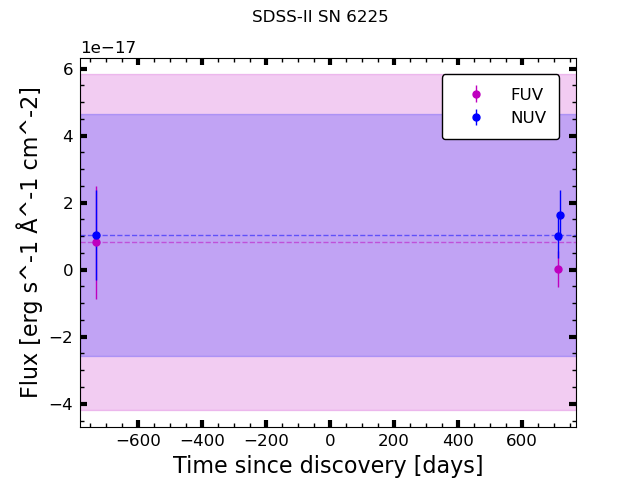 SDSS-II SN 6225
1e−17
6
4
2
0
−2
−4
Flux [erg s^-1 Å^-1 cm^-2]
FUV
NUV
−600 −400 −200 0 200 400 600
Time since discovery [days]